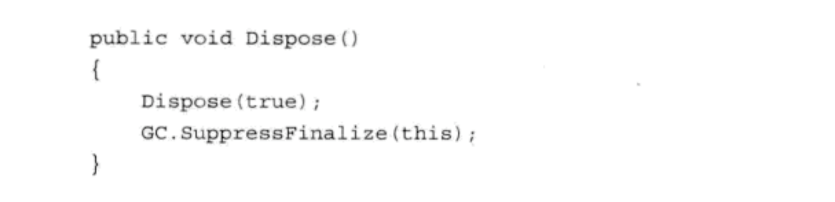 public void Dispose()
{
    Dispose(true);
    GC.SuppressFinalize(this);
}